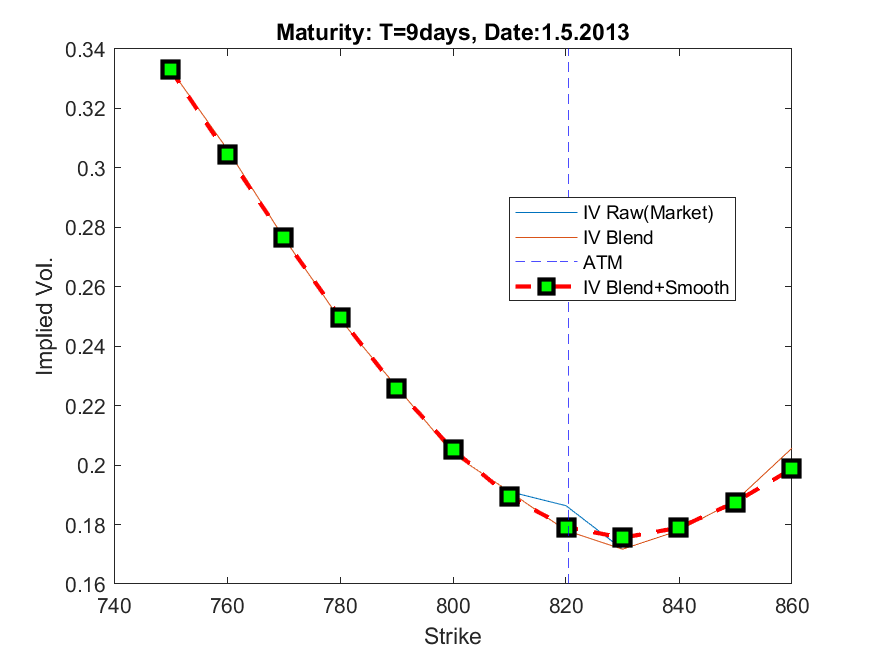 Maturity: T=9days, Date:1.5.2013
0.34
0.32
0.3
0.28
0.26
0.24
0.22
0.2
0.18
0.16
Implied Vol.
IV Raw(Market)
IV Blend
ATM
IV Blend+Smooth
740 760 780 800 820 840 860
Strike